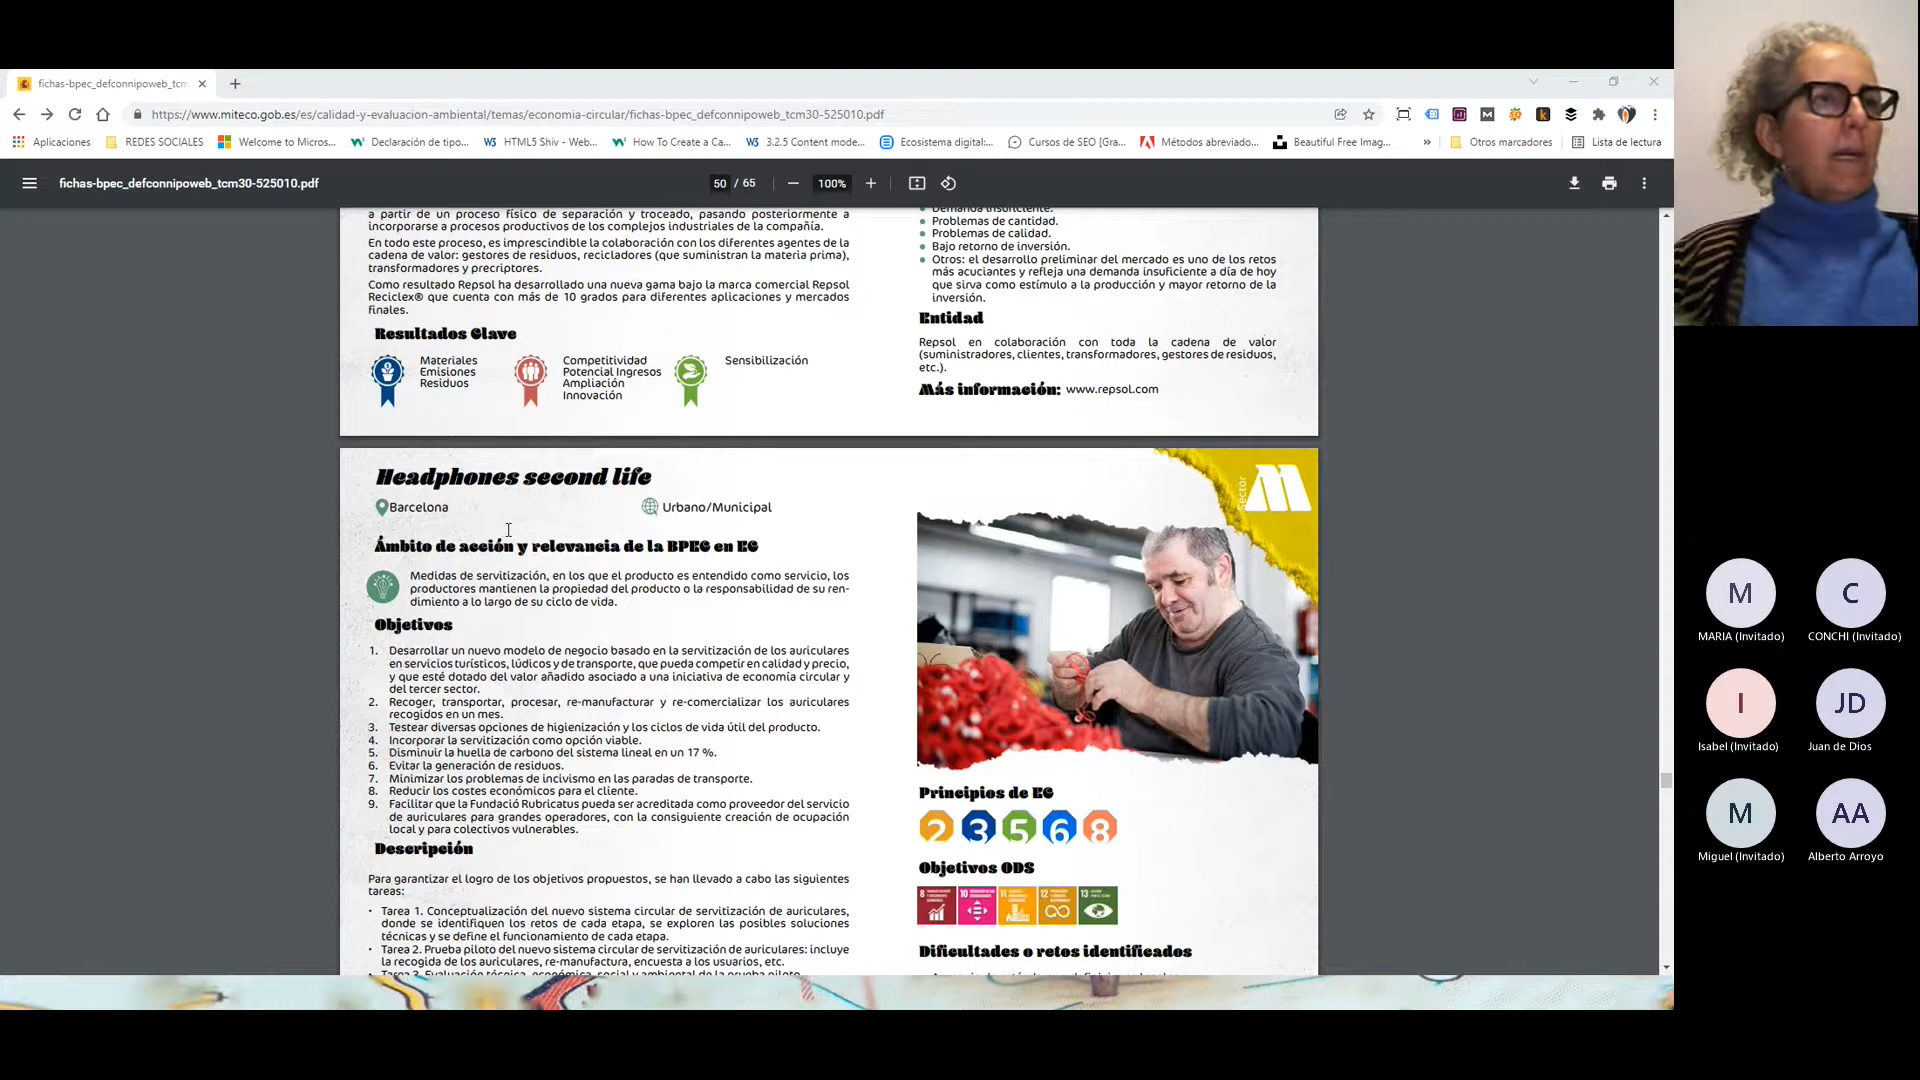 fichas-bpec_defconnipoweb_tcm
https://www.miteco.gob.es/es/calidad-y-evaluacion-ambiental/temas/economia-circular/fichas-bpec_defconnipoweb_tcm30-525010.pdf
Aplicaciones
REDES SOCIALES
Welcome to Micros...
Declaración de tipo...
HTML5 Shiv - Web...
How To Create a Ca...
3.2.5 Content mode...
Ecosistema digital:...
Cursos de SEO [Gra...
Métodos abreviado...
Beautiful Free Imag...
»
Otros marcadores
Lista de lectura
fichas-bpec_defconnipoweb_tcm30-525010.pdf
50 / 65
100%
a partir de un proceso físico de separación y troceado, pasando posteriormente a
incorporarse a procesos productivos de los complejos industriales de la compañía.
En todo este proceso, es imprescindible la colaboración con los diferentes agentes de la
cadena de valor: gestores de residuos, recicladores (que suministran la materia prima),
transformadores y precriptores.
Como resultado Repsol ha desarrollado una nueva gama bajo la marca comercial Repsol
Reciclex® que cuenta con más de 10 grados para diferentes aplicaciones y mercados
finales.
Resultados Clave
Materiales
Emisiones
Residuos
Competitividad
Potencial Ingresos
Ampliación
Innovación
Sensibilización
Demanda insuficiente.
Problemas de cantidad.
Problemas de calidad.
Bajo retorno de inversión.
Otros: el desarrollo preliminar del mercado es uno de los retos
más acuciantes y refleja una demanda insuficiente a día de hoy
que sirva como estímulo a la producción y mayor retorno de la
inversión.
Entidad
Repsol en colaboración con toda la cadena de valor
(suministradores, clientes, transformadores, gestores de residuos,
etc.).
Más información: www.repsol.com
Headphones second life
Barcelona
Urbano/Municipal
Ámbito de acción y relevancia de la BPEC en EC
Medidas de servitización, en los que el producto es entendido como servicio, los
productores mantienen la propiedad del producto o la responsabilidad de su ren-
dimiento a lo largo de su ciclo de vida.
Objetivos
1. Desarrollar un nuevo modelo de negocio basado en la servitización de los auriculares
en servicios turísticos, lúdicos y de transporte, que pueda competir en calidad y precio,
y que esté dotado del valor añadido asociado a una iniciativa de economía circular y
del tercer sector.
2. Recoger, transportar, procesar, re-manufacturar y re-comercializar los auriculares
recogidos en un mes.
3. Testear diversas opciones de higienización y los ciclos de vida útil del producto.
4. Incorporar la servitización como opción viable.
5. Disminuir la huella de carbono del sistema lineal en un 17 %.
6. Evitar la generación de residuos.
7. Minimizar los problemas de incivismo en las paradas de transporte.
8. Reducir los costes económicos para el cliente.
9. Facilitar que la Fundació Rubricatus pueda ser acreditada como proveedor del servicio
de auriculares para grandes operadores, con la consiguiente creación de ocupación
local y para colectivos vulnerables.
Descripción
Para garantizar el logro de los objetivos propuestos, se han llevado a cabo las siguientes
tareas:
• Tarea 1. Conceptualización del nuevo sistema circular de servitización de auriculares,
donde se identifiquen los retos de cada etapa, se exploren las posibles soluciones
técnicas y se define el funcionamiento de cada etapa.
• Tarea 2. Prueba piloto del nuevo sistema circular de servitización de auriculares: incluye
la recogida de los auriculares, re-manufactura, encuesta a los usuarios, etc.
• Tarea 3. Evaluación técnica, económica, social y ambiental de la prueba piloto.
sector
M
Principios de EC
2 3 5 6 8
Objetivos ODS
8 10 11 12 13
Dificultades o retos identificados
M
MARIA (Invitado)
C
CONCHI (Invitado)
I
Isabel (Invitado)
JD
Juan de Dios
M
Miguel (Invitado)
AA
Alberto Arroyo